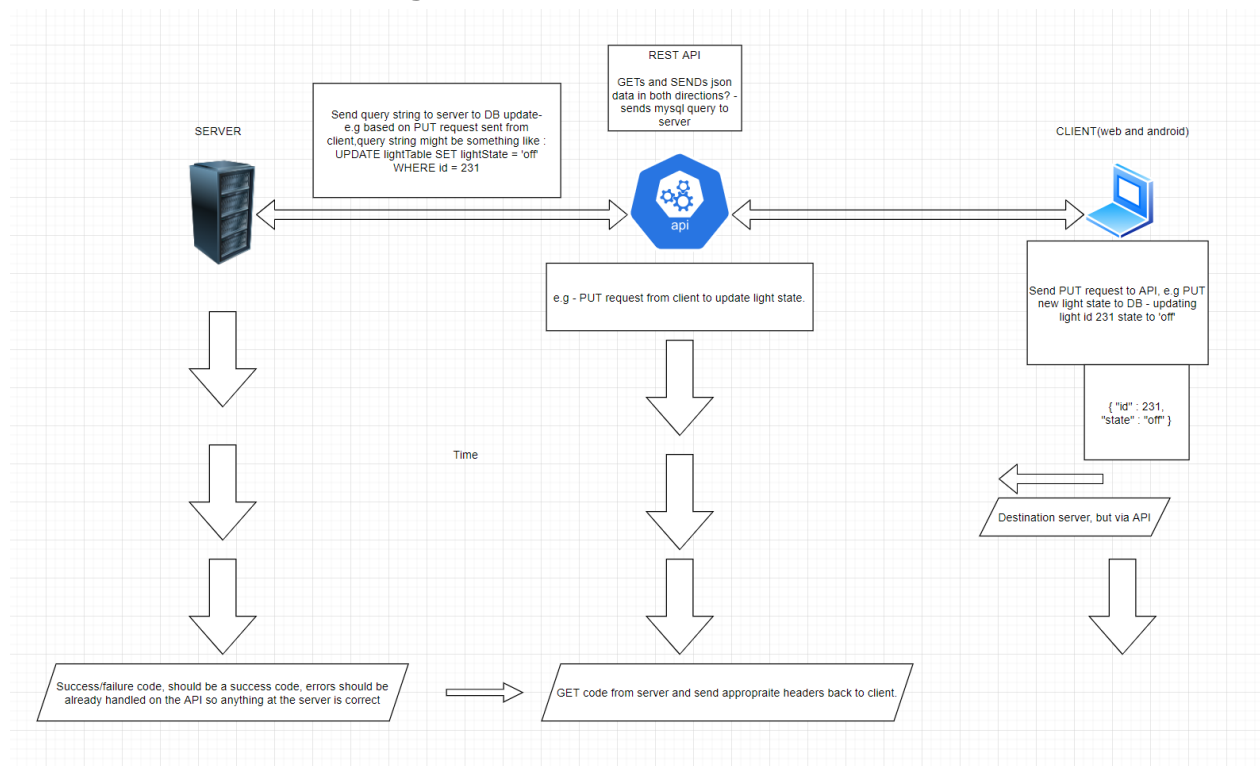 REST API
GETs and SENDs json
data in both directions? -
sends mysql query to
server
Send query string to server to DB update-
e.g based on PUT request sent from
client,query string might be something like :
UPDATE lightTable SET lightState = 'off'
WHERE id = 231
SERVER
CLIENT(web and android)
api
e.g - PUT request from client to update light state.
Send PUT request to API, e.g PUT
new light state to DB - updating
light id 231 state to 'off'
{ "id" : 231,
"state" : "off" }
Time
Destination server, but via API
Success/failure code, should be a success code, errors should be
already handled on the API so anything at the server is correct
GET code from server and send appropraite headers back to client.